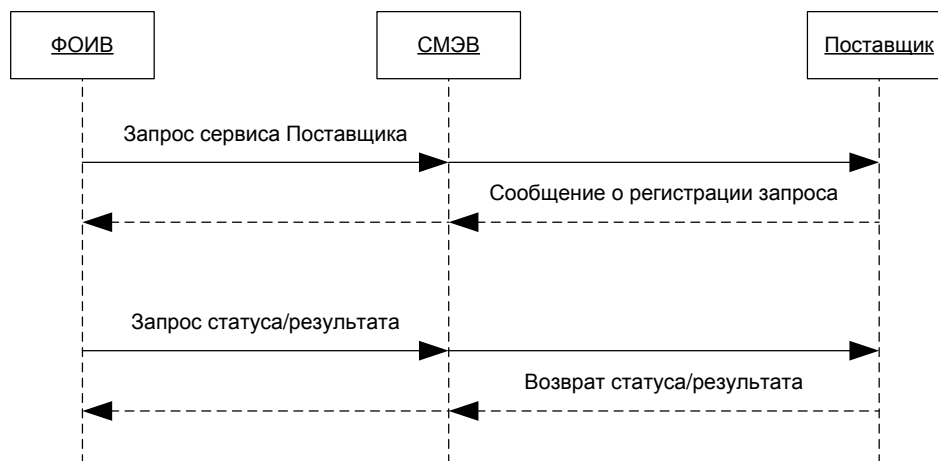 ФОИВ
СМЭВ
Поставщик
Запрос сервиса Поставщика
Сообщение о регистрации запроса
Запрос статуса/результата
Возврат статуса/результата